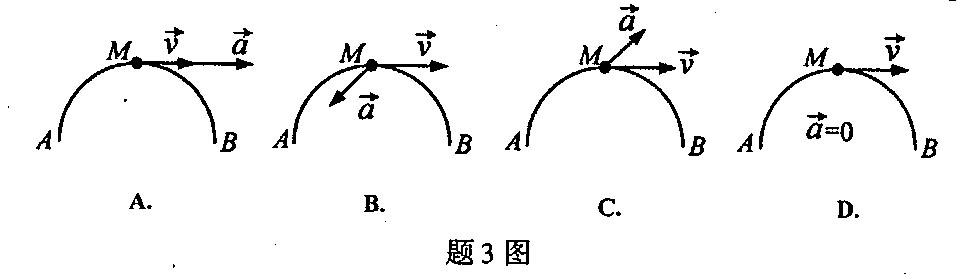 M v⃗ a⃗ A B
M v⃗ a⃗ A B
a⃗ M v⃗ A B
M v⃗ a⃗=0 A B
A. B. C. D.
题3图